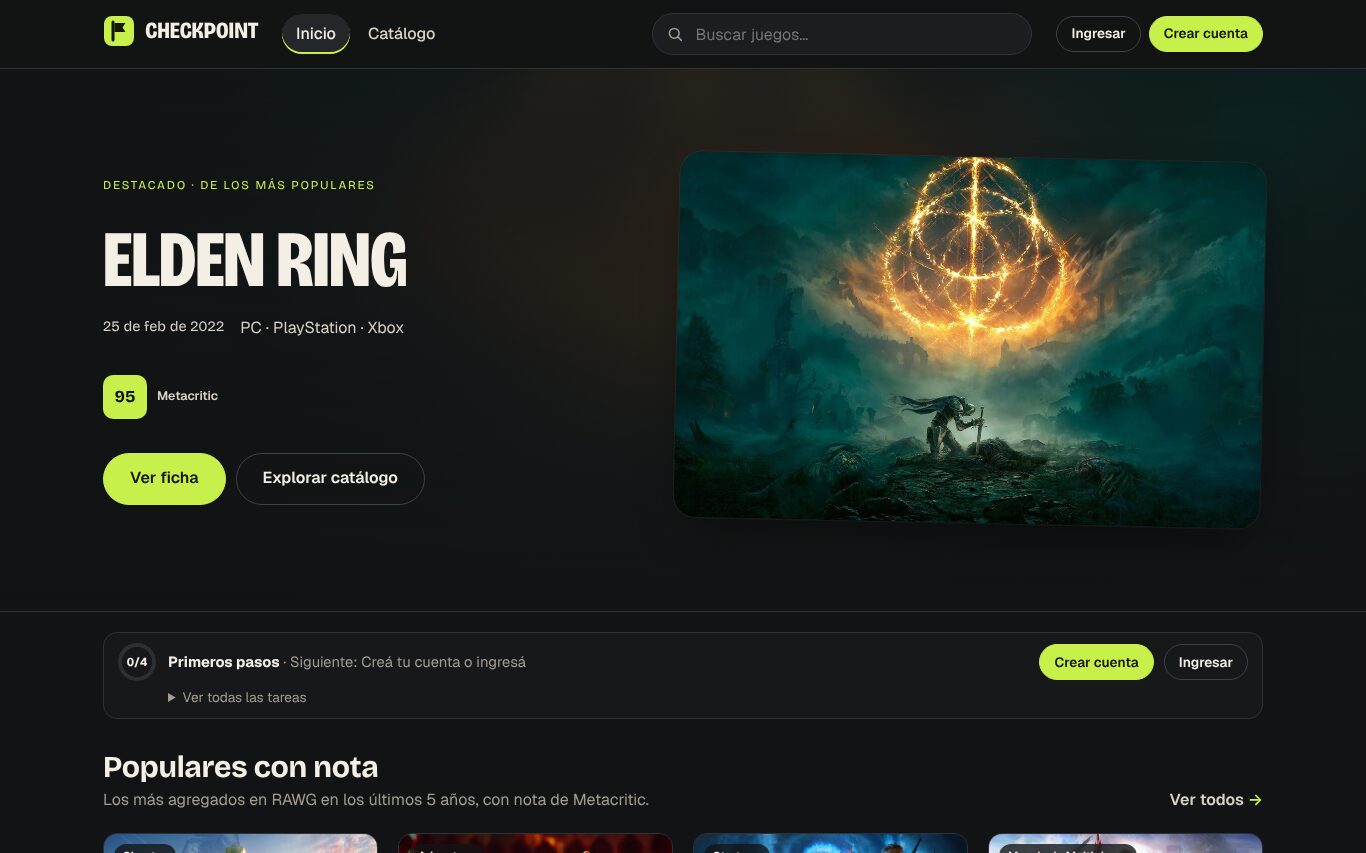 CHECKPOINT
Inicio
Catálogo
Buscar juegos…
Ingresar
Crear cuenta
DESTACADO · DE LOS MÁS POPULARES
ELDEN RING
25 de feb de 2022
PC · PlayStation · Xbox
95
Metacritic
Ver ficha
Explorar catálogo
0/4
Primeros pasos · Siguiente: Creá tu cuenta o ingresá
Crear cuenta
Ingresar
Ver todas las tareas
Populares con nota
Los más agregados en RAWG en los últimos 5 años, con nota de Metacritic.
Ver todos →